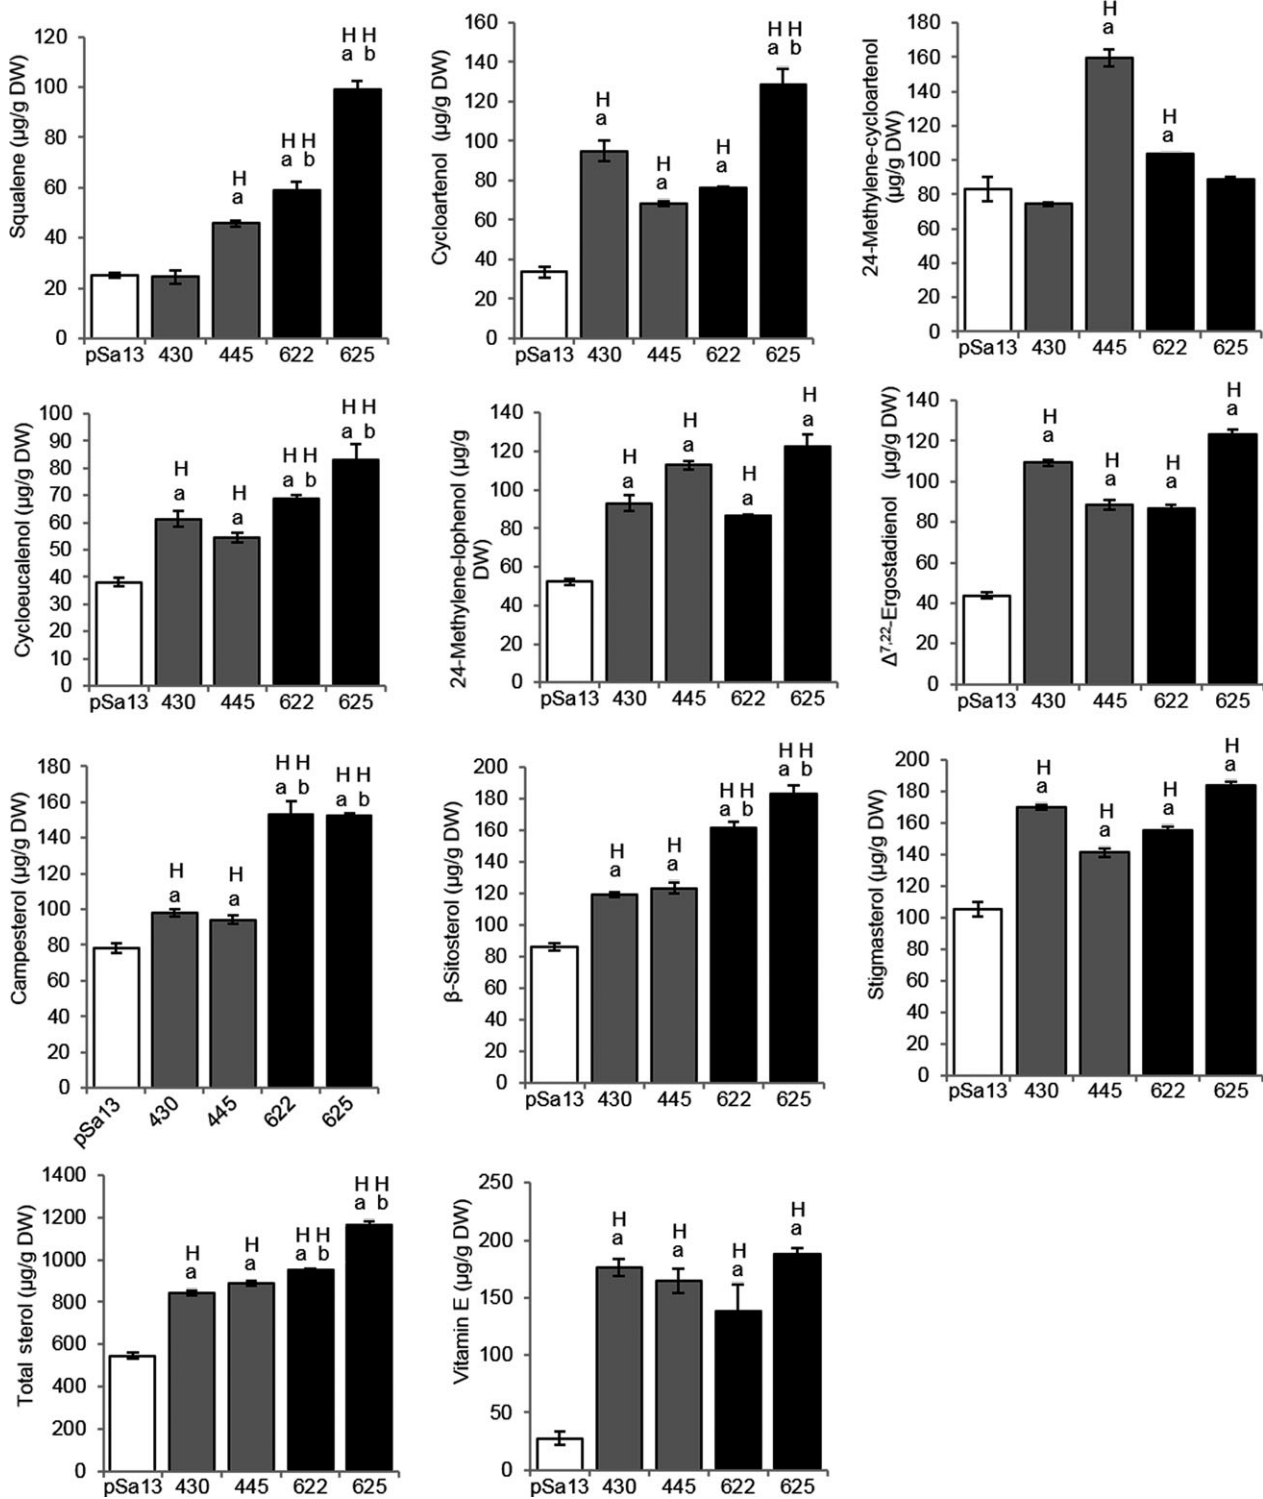 Squalene (µg/g DW)
120
100
80
60
40
20
0
H
a
H H
a b
H H
a b
pSa13 430 445 622 625
Cycloartenol (µg/g DW)
160
140
120
100
80
60
40
20
0
H
a
H
a
H
a
H H
a b
pSa13 430 445 622 625
24-Methylene-cycloartenol
(µg/g DW)
180
160
140
120
100
80
60
40
20
0
H
a
H
a
pSa13 430 445 622 625
Cycloeucalenol (µg/g DW)
100
90
80
70
60
50
40
30
20
10
0
H
a
H
a
H H
a b
H H
a b
pSa13 430 445 622 625
24-Methylene-lophenol (µg/g
DW)
140
120
100
80
60
40
20
0
H
a
H
a
H
a
H
a
pSa13 430 445 622 625
Δ7,22-Ergostadienol (µg/g DW)
140
120
100
80
60
40
20
0
H
a
H
a
H
a
H
a
pSa13 430 445 622 625
Campesterol (µg/g DW)
180
160
140
120
100
80
60
40
20
0
H
a
H
a
H H
a b
H H
a b
pSa13 430 445 622 625
β-Sitosterol (µg/g DW)
200
180
160
140
120
100
80
60
40
20
0
H
a
H
a
H H
a b
H H
a b
pSa13 430 445 622 625
Stigmasterol (µg/g DW)
200
180
160
140
120
100
80
60
40
20
0
H
a
H
a
H
a
H
a
pSa13 430 445 622 625
Total sterol (µg/g DW)
1400
1200
1000
800
600
400
200
0
H
a
H
a
H H
a b
H H
a b
pSa13 430 445 622 625
Vitamin E (µg/g DW)
250
200
150
100
50
0
H
a
H
a
H
a
H
a
pSa13 430 445 622 625